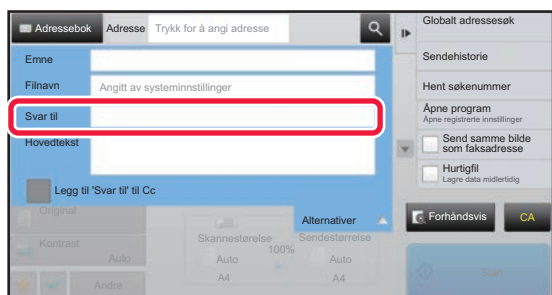 Adressebok Adresse Trykk for å angi adresse
Emne
Filnavn Angitt av systeminnstillinger
Svar til
Hovedtekst
Legg til 'Svar til' til Cc
Alternativer
Original
Kontrast
Auto
Andre
Skannestørelse
Auto
A4
100%
Sendestørrelse
Auto
A4
Globalt adressesøk
Sendehistorie
Hent søkenummer
Åpne program
Åpne registrerte innstillinger
Send samme bilde
som faksadresse
Hurtigfil
Lagre data midlertidig
Forhåndsvis CA
Start